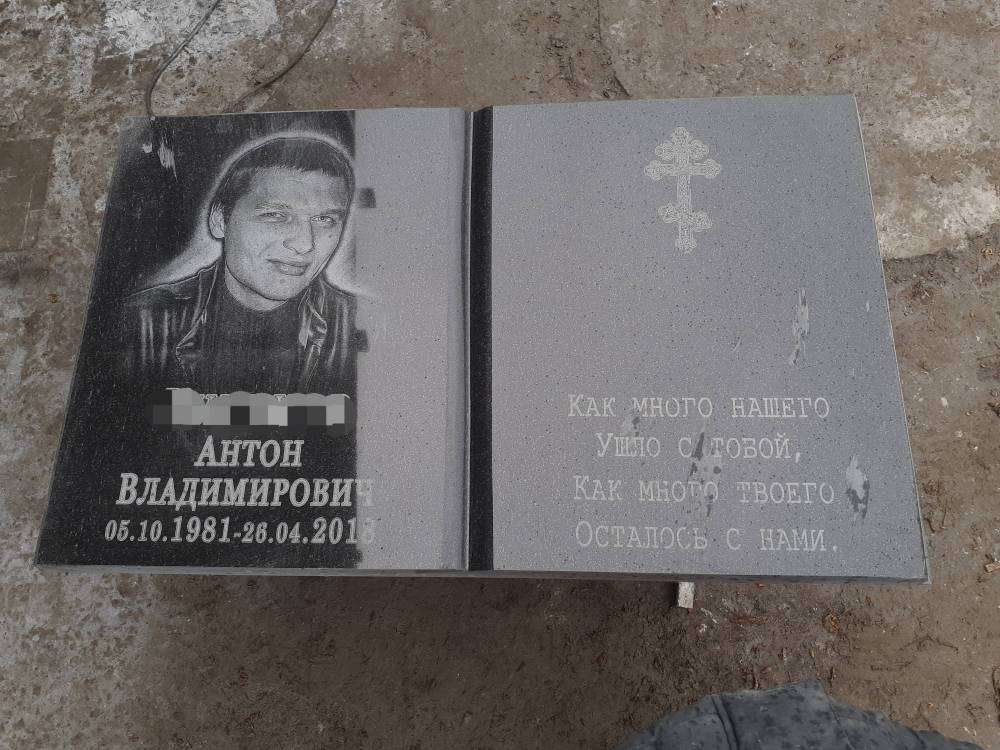 Антон
Владимирович
05.10.1981-26.04.2018
Как много нашего
Ушло с тобой,
Как много твоего
Осталось с нами.